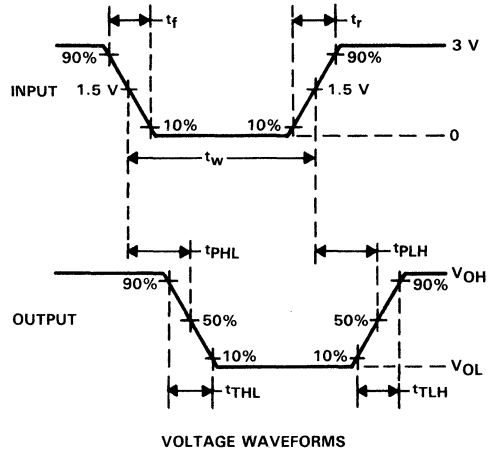 tf
tr
3 V
90%
90%
INPUT
1.5 V
1.5 V
10%
10%
0
tw
tPHL
tPLH
VOH
90%
90%
OUTPUT
50%
50%
10%
10%
VOL
tTHL
tTLH
VOLTAGE WAVEFORMS